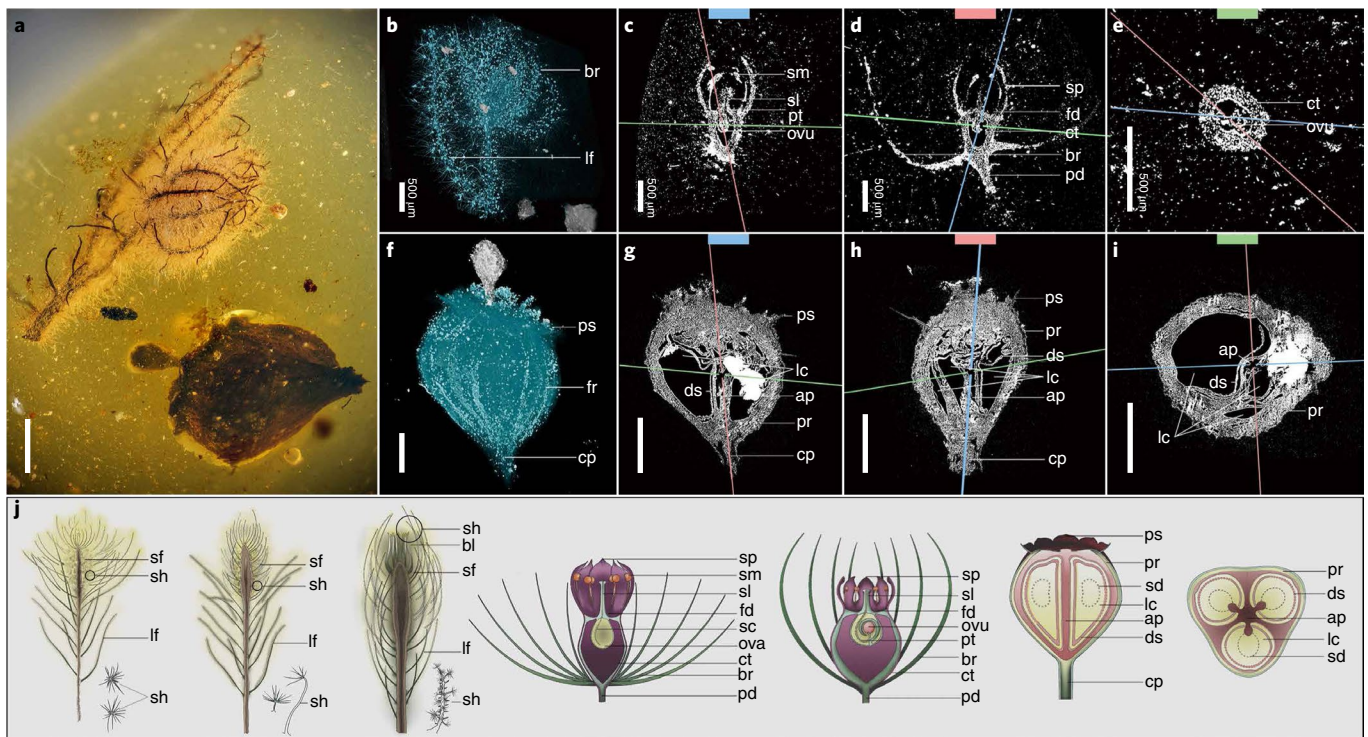 a
b
br
lf
500 µm
c
sm
sl
pt
ovu
500 µm
d
sp
fd
ct
br
pd
500 µm
e
ct
ovu
500 µm
f
ps
fr
cp
g
ps
lc
ds
ap
pr
cp
h
ps
pr
ds
lc
ap
cp
i
ap
ds
pr
lc
j
sf
sh
lf
sh
sf
sh
lf
sh
sh
bl
sf
lf
sh
sp
sm
sl
fd
sc
ova
ct
br
pd
sp
sl
fd
ovu
pt
br
ct
pd
ps
pr
sd
lc
ap
ds
cp
pr
ds
ap
lc
sd